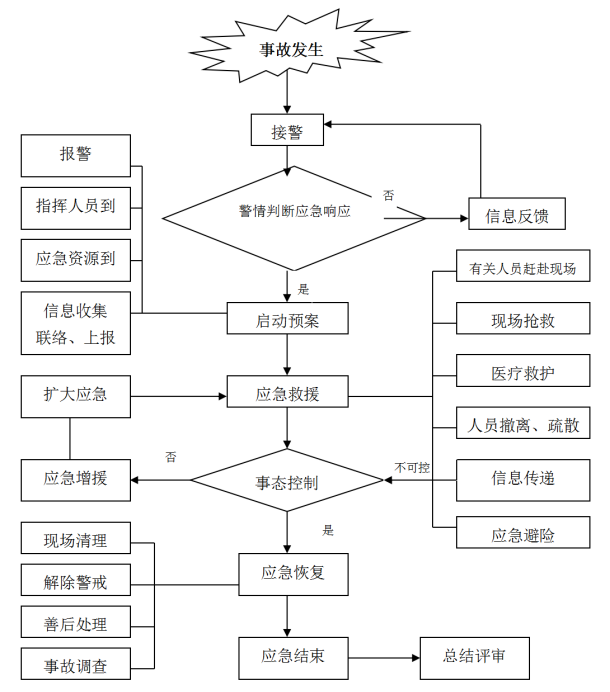 事故发生
接警
报警
警情判断应急响应
否
指挥人员到
信息反馈
应急资源到
有关人员赶赴现场
是
信息收集
联络、上报
启动预案
现场抢救
医疗救护
扩大应急
应急救援
人员撤离、疏散
否
不可控
应急增援
事态控制
信息传递
是
应急避险
现场清理
应急恢复
解除警戒
善后处理
应急结束
总结评审
事故调查